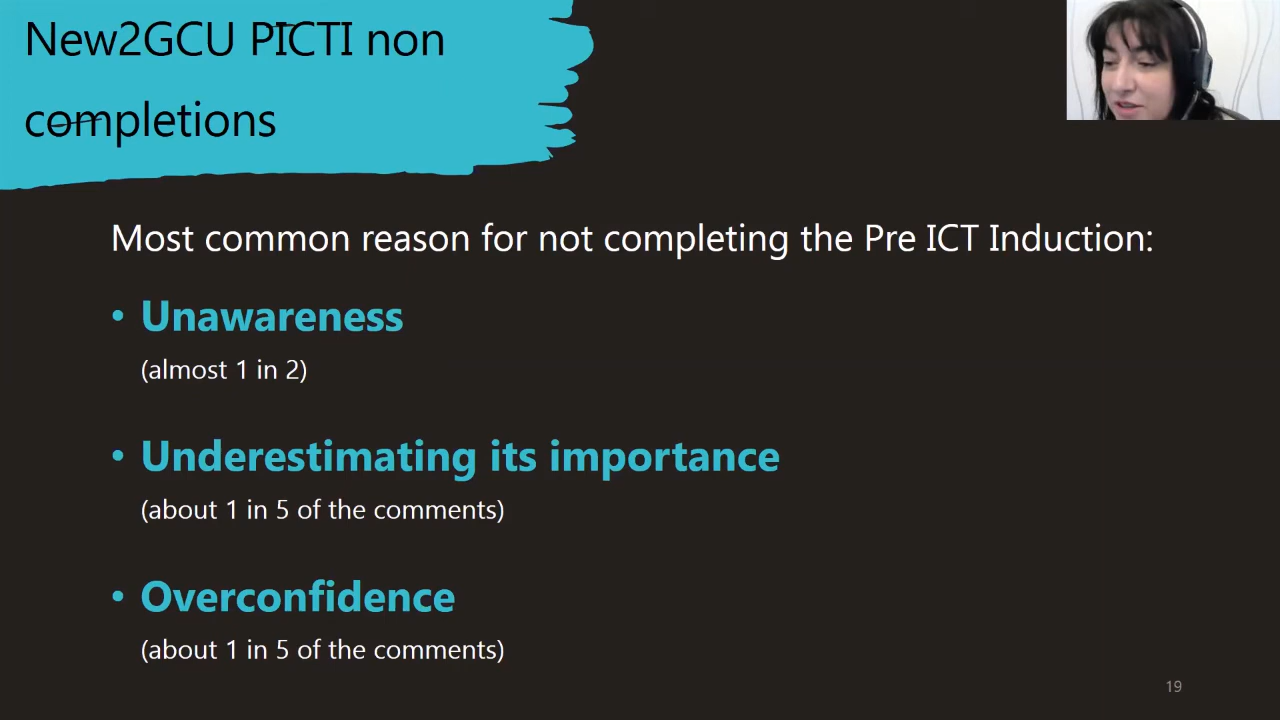 New2GCU PICTI non
completions
Most common reason for not completing the Pre ICT Induction:
• Unawareness
(almost 1 in 2)
• Underestimating its importance
(about 1 in 5 of the comments)
• Overconfidence
(about 1 in 5 of the comments)
19